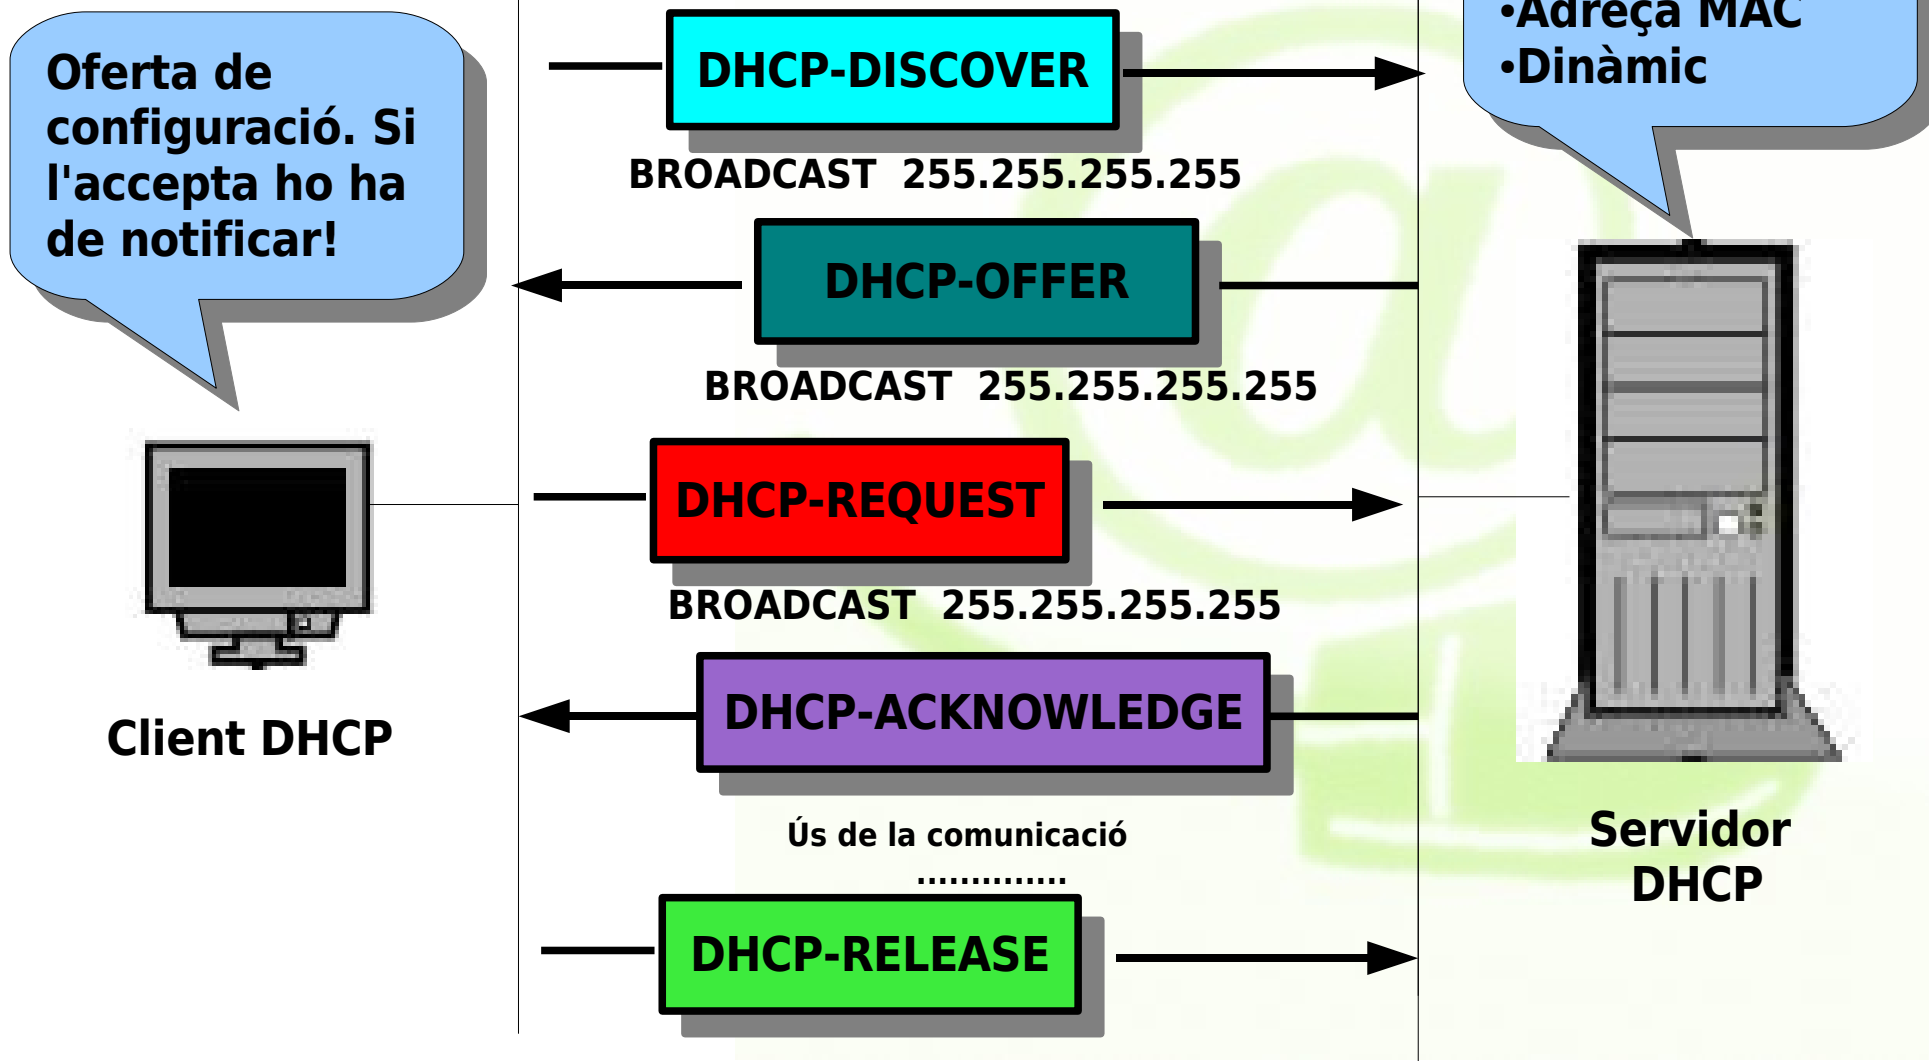 •Adreça MAC
•Dinàmic
Oferta de
configuració. Si
l'accepta ho ha
de notificar!
DHCP-DISCOVER
BROADCAST 255.255.255.255
DHCP-OFFER
BROADCAST 255.255.255.255
DHCP-REQUEST
BROADCAST 255.255.255.255
DHCP-ACKNOWLEDGE
Client DHCP
Ús de la comunicació
..............
Servidor
DHCP
DHCP-RELEASE